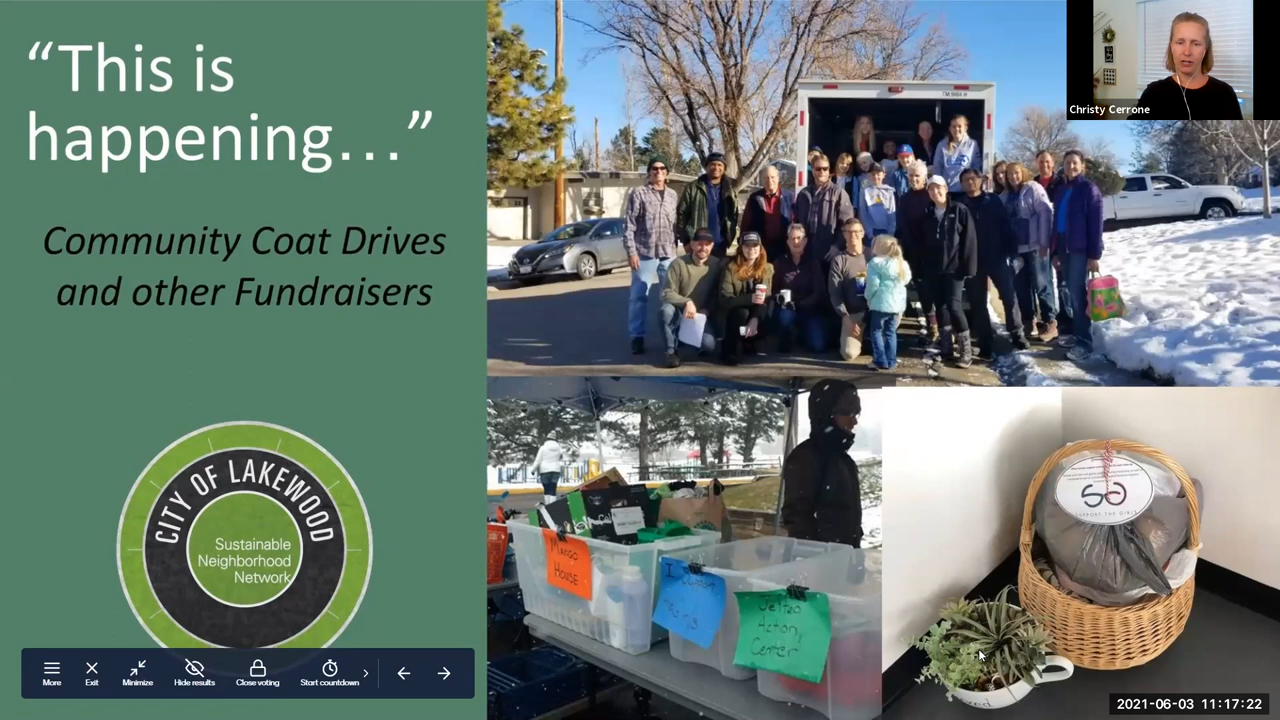 “This is
happening…”
Community Coat Drives
and other Fundraisers
CITY OF LAKEWOOD
Sustainable
Neighborhood
Network
More
Exit
Minimize
Hide results
Close voting
Start countdown
Christy Cerrone
Mango
House
Action
Center
SUPPORT THE GIRLS
2021-06-03 11:17:22